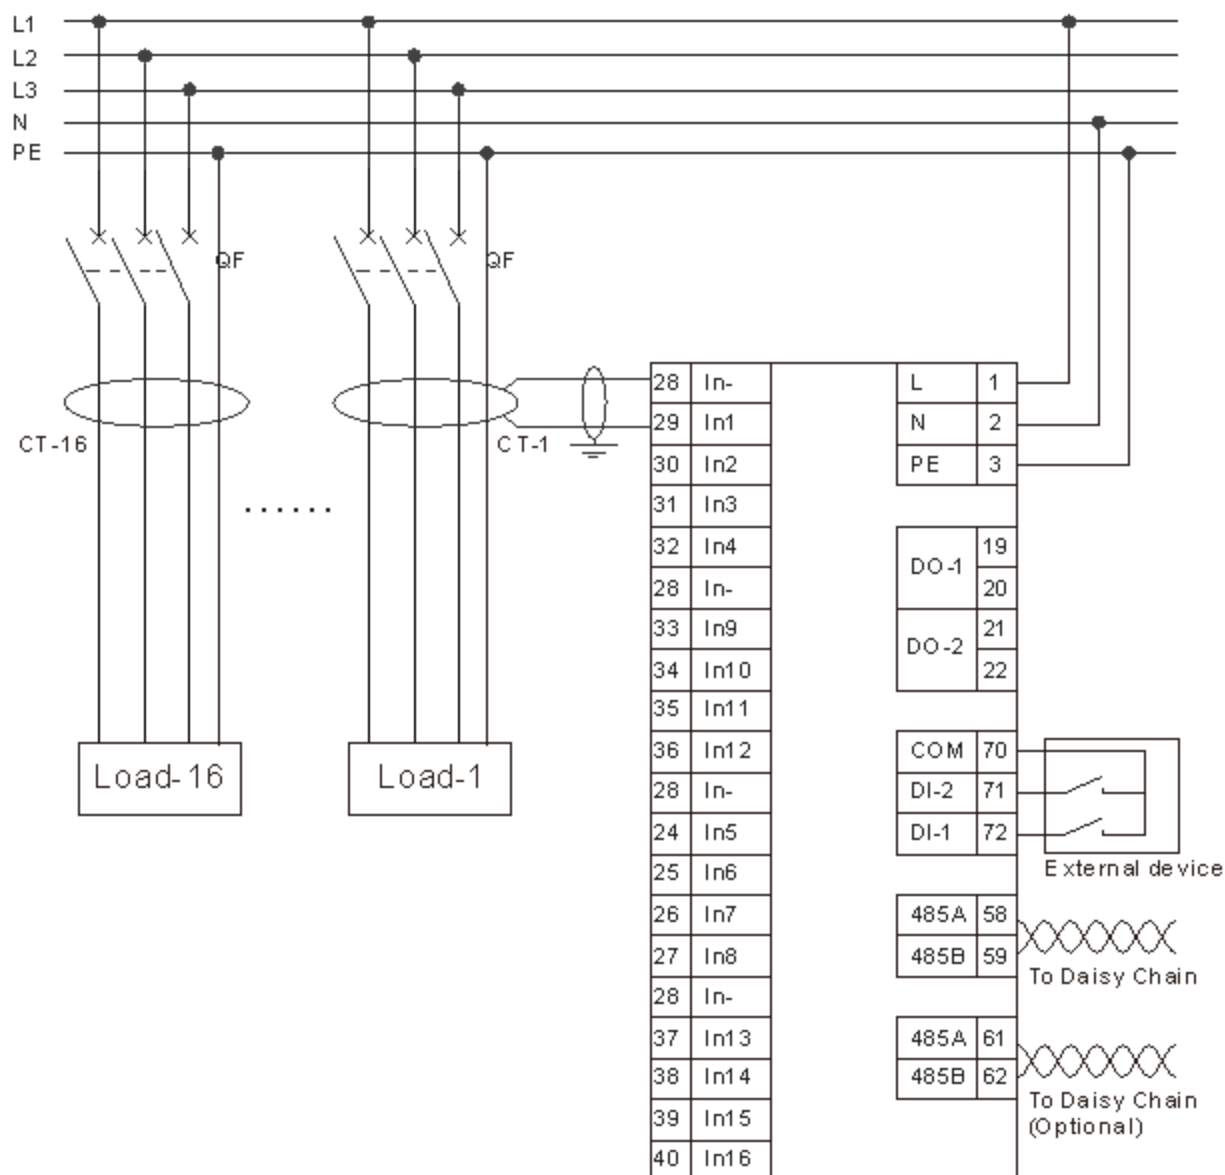 L1
L2
L3
N
PE
QF
QF
CT-16
CT-1
......
Load-16
Load-1
28 In-
29 In1
30 In2
31 In3
32 In4
28 In-
33 In9
34 In10
35 In11
36 In12
28 In-
24 In5
25 In6
26 In7
27 In8
28 In-
37 In13
38 In14
39 In15
40 In16
L 1
N 2
PE 3
DO-1 19
20
DO-2 21
22
COM 70
DI-2 71
DI-1 72
External device
485A 58
485B 59
To Daisy Chain
485A 61
485B 62
To Daisy Chain
(Optional)